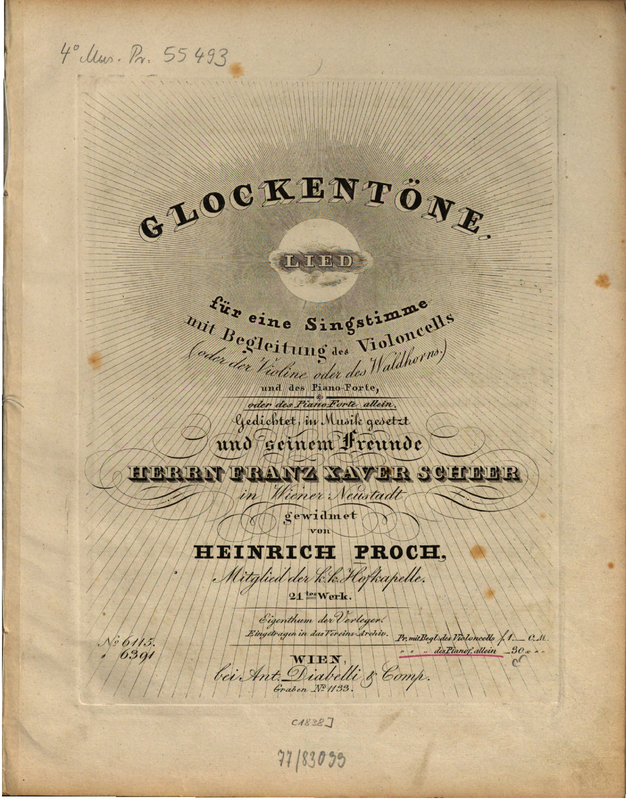 4° Mus. Pr. 55 493
GLOCKENTÖNE,
LIED
für eine Singstimme
mit Begleitung des Violoncells
(oder der Violine oder des Waldhorns.)
und des Piano-Forte,
oder des Piano-Forte allein.
Gedichtet, in Musik gesetzt
und seinem Freunde
HERRN FRANZ XAVER SCHEER
in Wiener Neustadt
gewidmet
von
HEINRICH PROCH,
Mitglied der k.k. Hofkapelle.
21tes Werk.
Eigenthum der Verleger.
Eingetragen in das Vereins-Archiv.
No 6115.
" 6391
Pr. mit Begl. des Violoncells f 1._ C.M.
" " " des Pianof. allein _30 " "
WIEN,
bei Ant. Diabelli & Comp.
Graben No 1133.
[1838]
77/83099